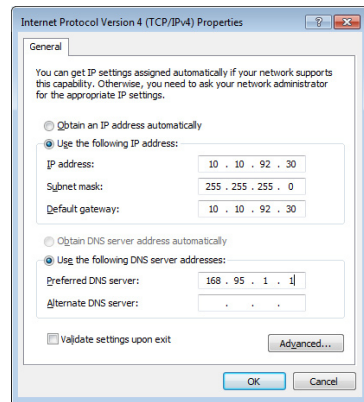 Internet Protocol Version 4 (TCP/IPv4) Properties
General
You can get IP settings assigned automatically if your network supports
this capability. Otherwise, you need to ask your network administrator
for the appropriate IP settings.
Obtain an IP address automatically
Use the following IP address:
IP address: 10 . 10 . 92 . 30
Subnet mask: 255 . 255 . 255 . 0
Default gateway: 10 . 10 . 92 . 30
Obtain DNS server address automatically
Use the following DNS server addresses:
Preferred DNS server: 168 . 95 . 1 . 1
Alternate DNS server: . . .
Validate settings upon exit
Advanced...
OK Cancel